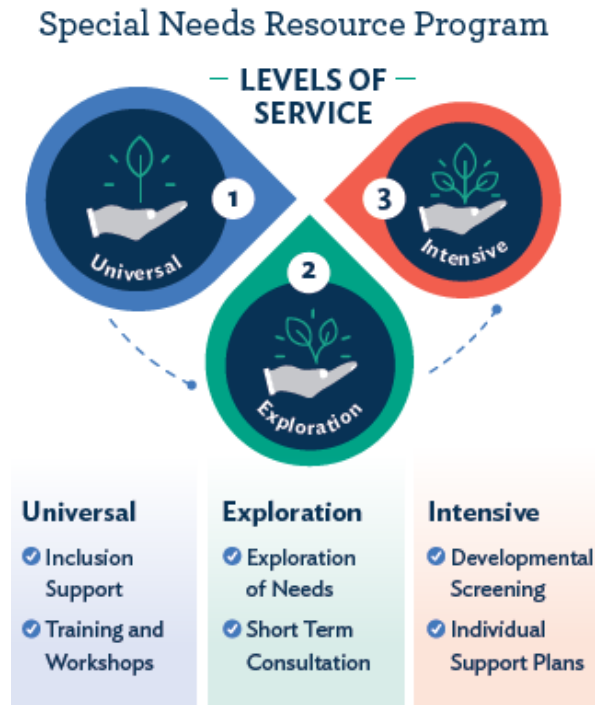 Special Needs Resource Program
LEVELS OF
SERVICE
1
Universal
2
Exploration
3
Intensive
Universal
Inclusion
Support
Training and
Workshops
Exploration
Exploration
of Needs
Short Term
Consultation
Intensive
Developmental
Screening
Individual
Support Plans